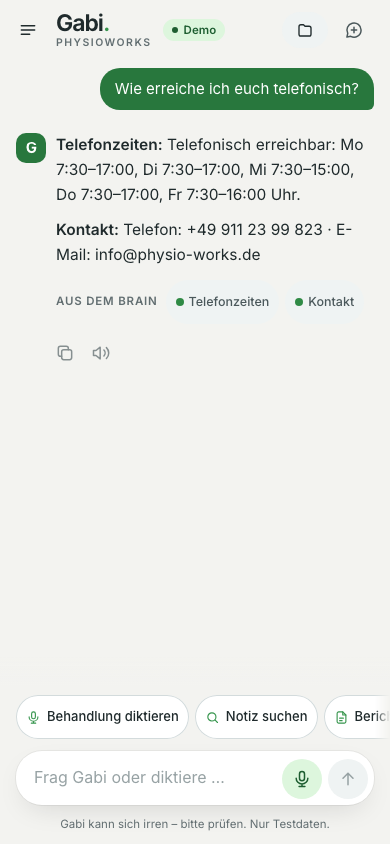 Gabi.
PHYSIOWORKS
Demo
Wie erreiche ich euch telefonisch?
G
Telefonzeiten: Telefonisch erreichbar: Mo
7:30–17:00, Di 7:30–17:00, Mi 7:30–15:00,
Do 7:30–17:00, Fr 7:30–16:00 Uhr.
Kontakt: Telefon: +49 911 23 99 823 · E-
Mail: info@physio-works.de
AUS DEM BRAIN
Telefonzeiten
Kontakt
Behandlung diktieren
Notiz suchen
Frag Gabi oder diktiere ...
Gabi kann sich irren – bitte prüfen. Nur Testdaten.